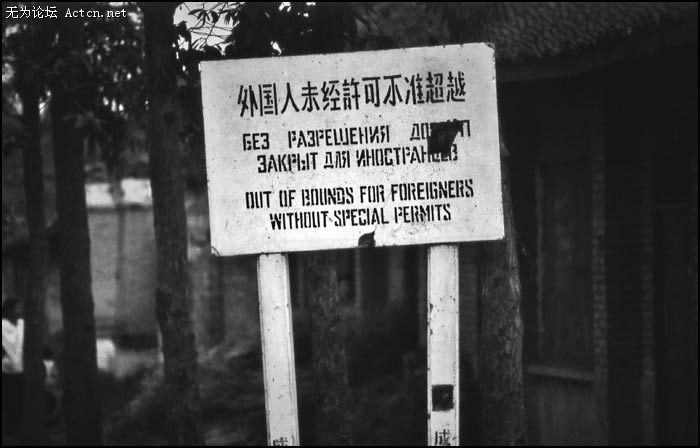 无为论坛 Actcn.net
外国人未经許可不准超越
БЕЗ РАЗРЕШЕНИЯ
ЗАКРЫТ ДЛЯ ИНОСТРАНЦЕВ
OUT OF BOUNDS FOR FOREIGNERS
WITHOUT SPECIAL PERMITS